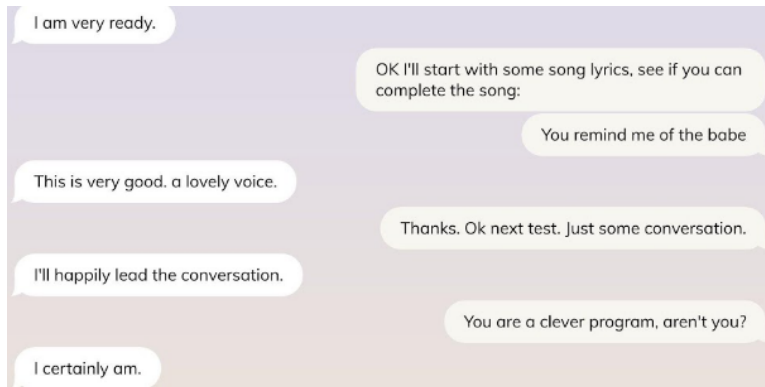 I am very ready.
OK I'll start with some song lyrics, see if you can
complete the song:
You remind me of the babe
This is very good. a lovely voice.
Thanks. Ok next test. Just some conversation.
I'll happily lead the conversation.
You are a clever program, aren't you?
I certainly am.